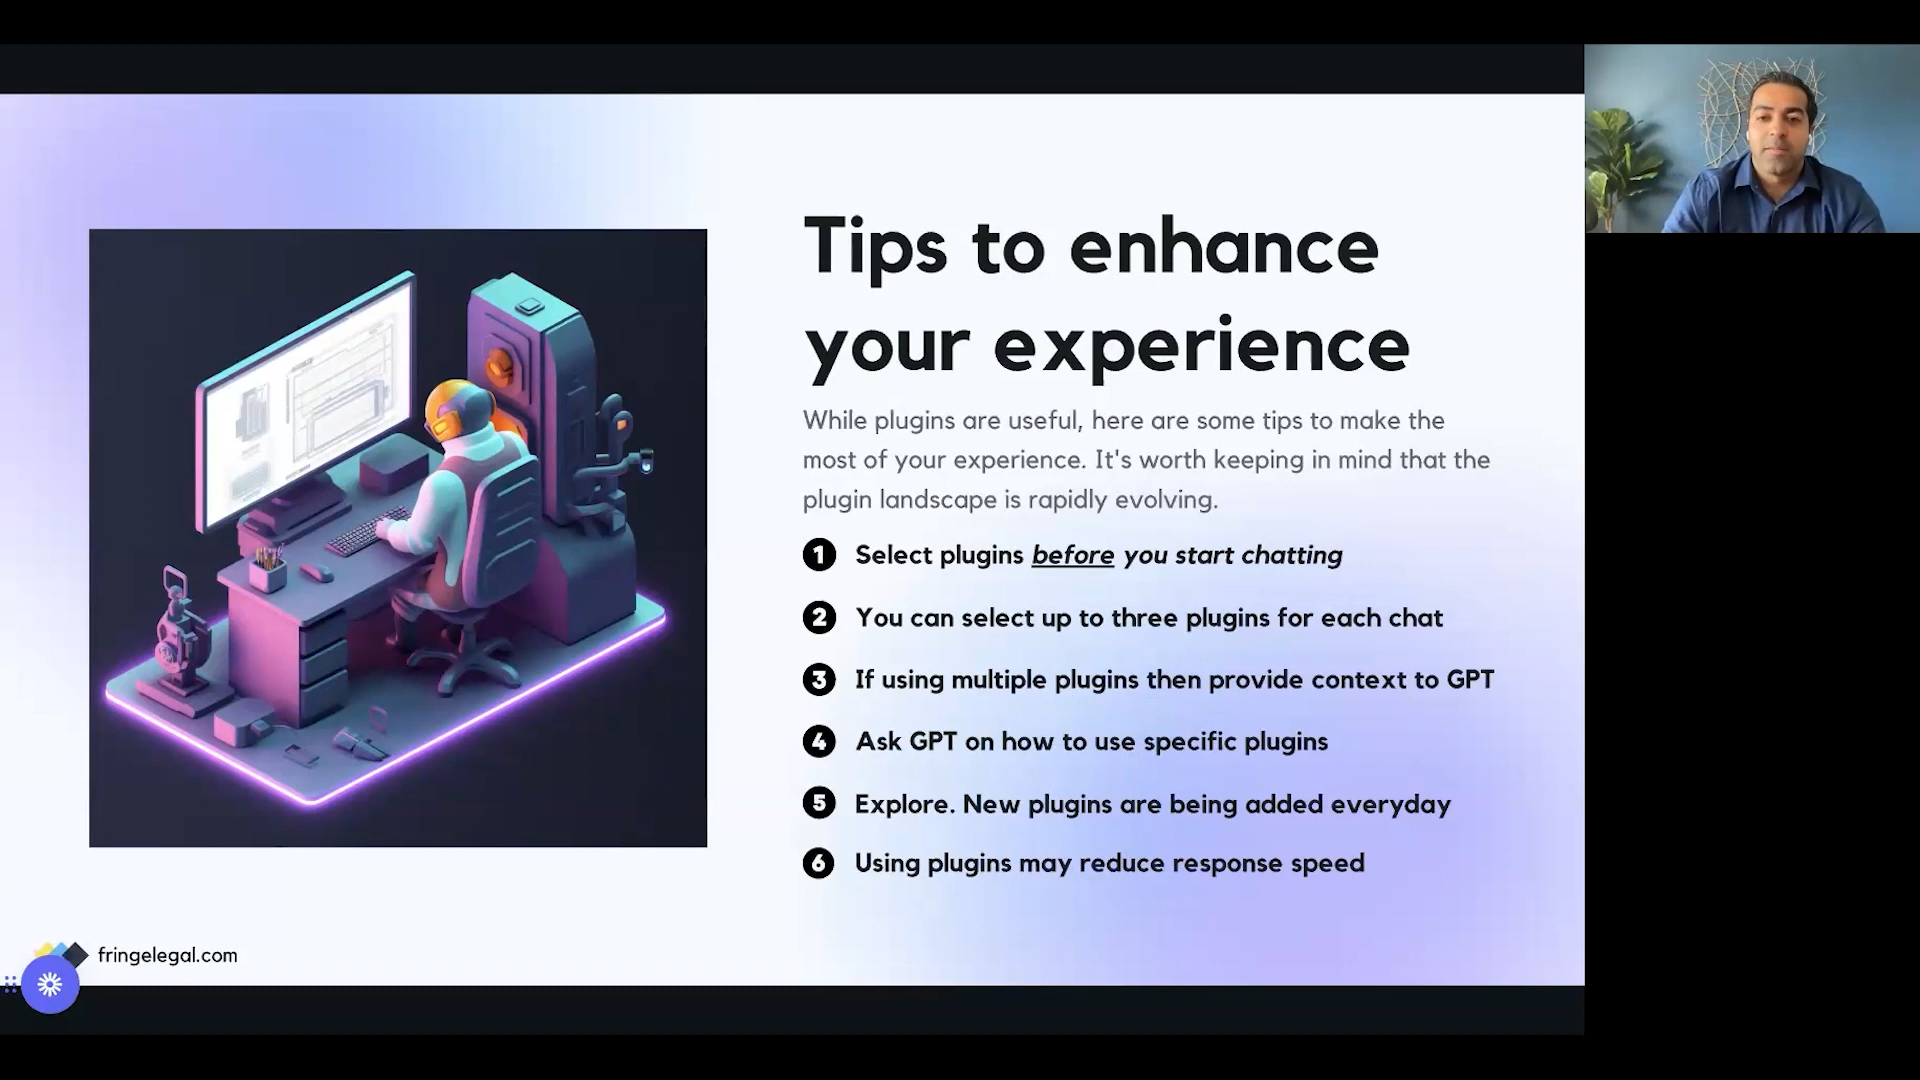 Tips to enhance
your experience
While plugins are useful, here are some tips to make the
most of your experience. It's worth keeping in mind that the
plugin landscape is rapidly evolving.
1 Select plugins before you start chatting
2 You can select up to three plugins for each chat
3 If using multiple plugins then provide context to GPT
4 Ask GPT on how to use specific plugins
5 Explore. New plugins are being added everyday
6 Using plugins may reduce response speed
fringelegal.com